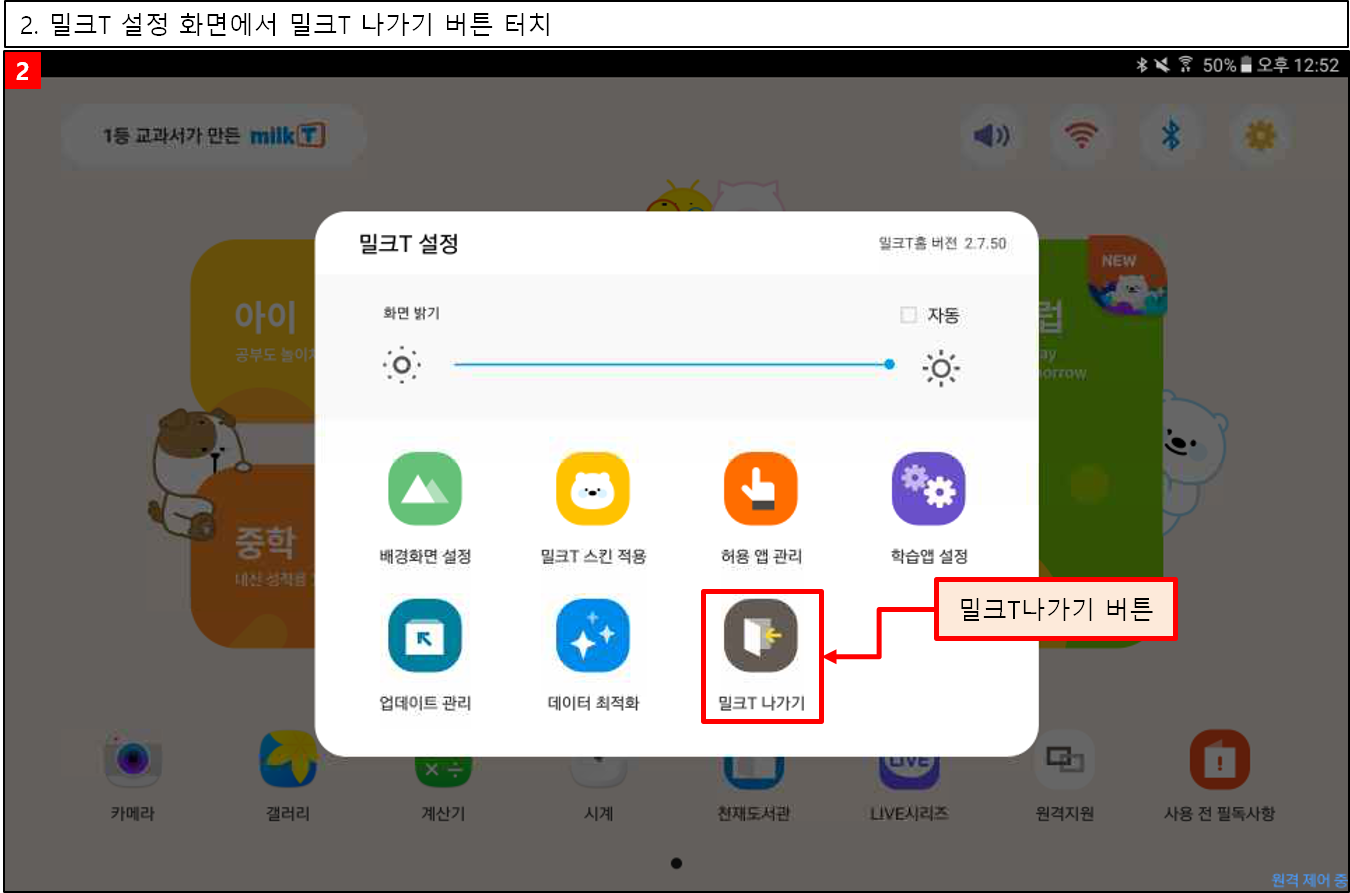 2. 밀크T 설정 화면에서 밀크T 나가기 버튼 터치
2
50% 오후 12:52
1등 교과서가 만든 milkT
밀크T 설정
밀크T홈 버전 2.7.50
NEW
아이
공부도 놀이
화면 밝기
자동
럽
ay
morrow
배경화면 설정
밀크T 스킨 적용
허용 앱 관리
학습앱 설정
중학
내신 성적용
밀크T나가기 버튼
업데이트 관리
데이터 최적화
밀크T 나가기
LIVE
카메라
갤러리
계산기
시계
천재도서관
LIVE시리즈
원격지원
사용 전 필독사항
원격 제어 중